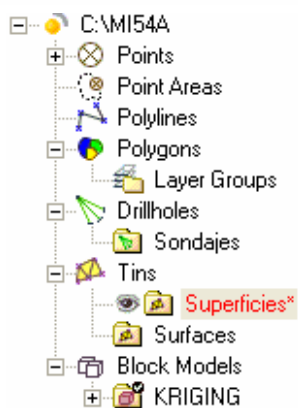 C:\MI54A
Points
Point Areas
Polylines
Polygons
Layer Groups
Drillholes
Sondajes
Tins
Superficies*
Surfaces
Block Models
KRIGING